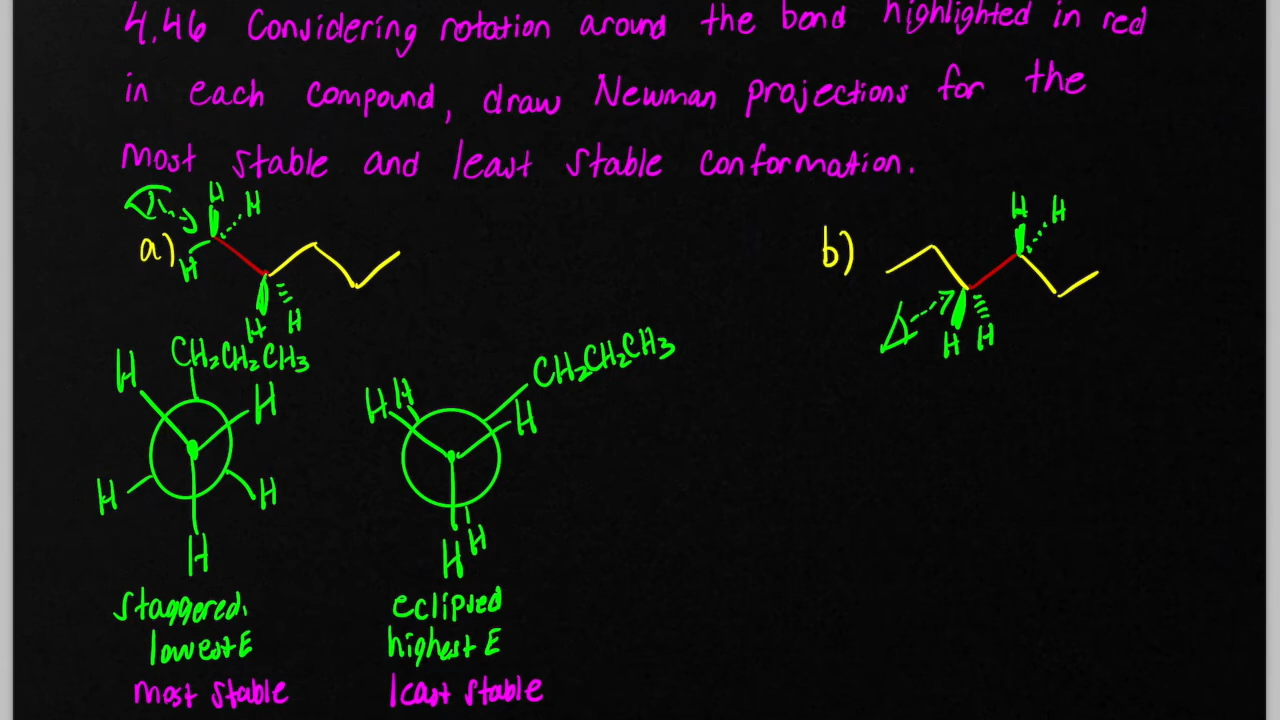 4.46 Considering rotation around the bond highlighted in red
in each compound, draw Newman projections for the
most stable and least stable conformation.
H H
a) H
H H
b)
H H
H H
H CH₂CH₂CH₃
H
H H
H
staggered,
lowest E
most stable
H H CH₂CH₂CH₃
H
H H
eclipsed
highest E
least stable